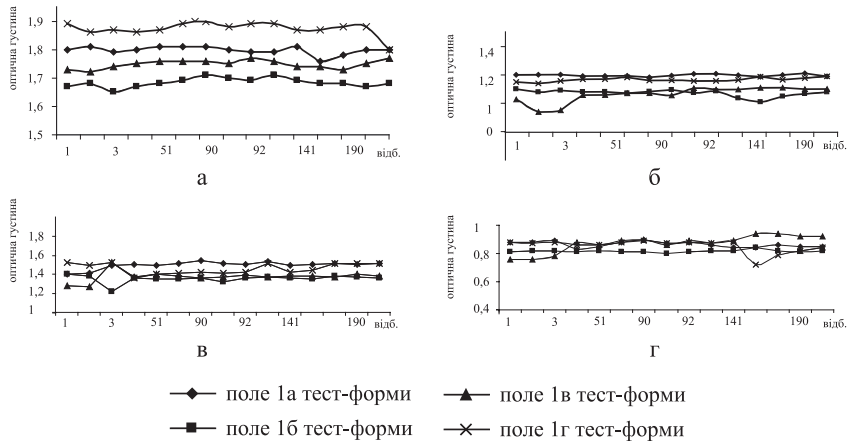 оптична густина
1,9
1,8
1,7
1,6
1,5
1 3 51 90 92 141 190 відб.
а
оптична густина
1,4
1,2
1
0
1 3 51 90 92 141 190 відб.
б
оптична густина
1,8
1,6
1,4
1,2
1
1 3 51 90 92 141 190 відб.
в
оптична густина
1
0,8
0,6
0,4
1 3 51 90 92 141 190 відб.
г
поле 1а тест-форми
поле 1в тест-форми
поле 1б тест-форми
поле 1г тест-форми